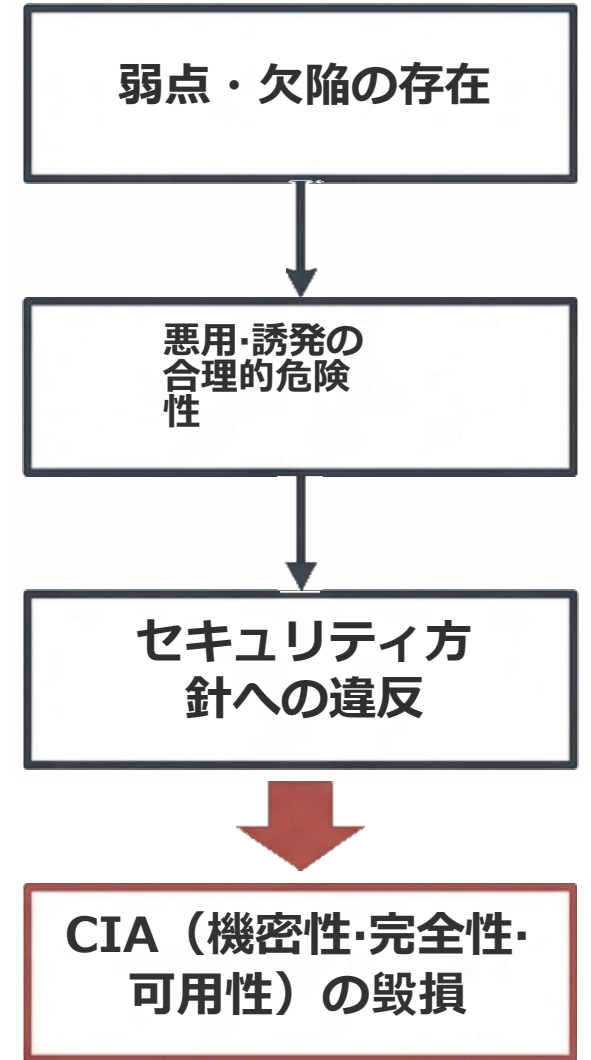 弱点・欠陥の存在
悪用·誘発の
合理的危険
性
セキュリティ方
針への違反
CIA（機密性·完全性·
可用性）の毀損